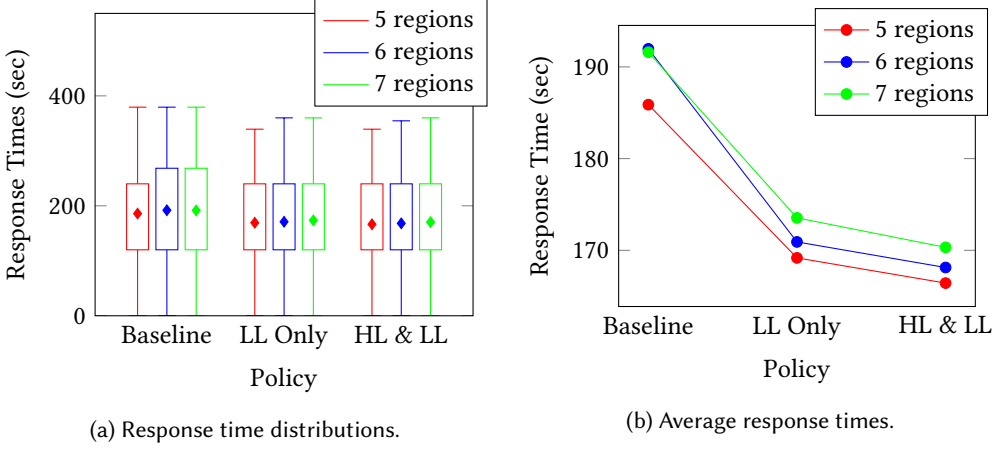 5 regions
6 regions
7 regions
Response Times (sec)
400
200
0
Baseline
LL Only
HL & LL
Policy
(a) Response time distributions.
5 regions
6 regions
7 regions
Response Time (sec)
190
180
170
Baseline
LL Only
HL & LL
Policy
(b) Average response times.